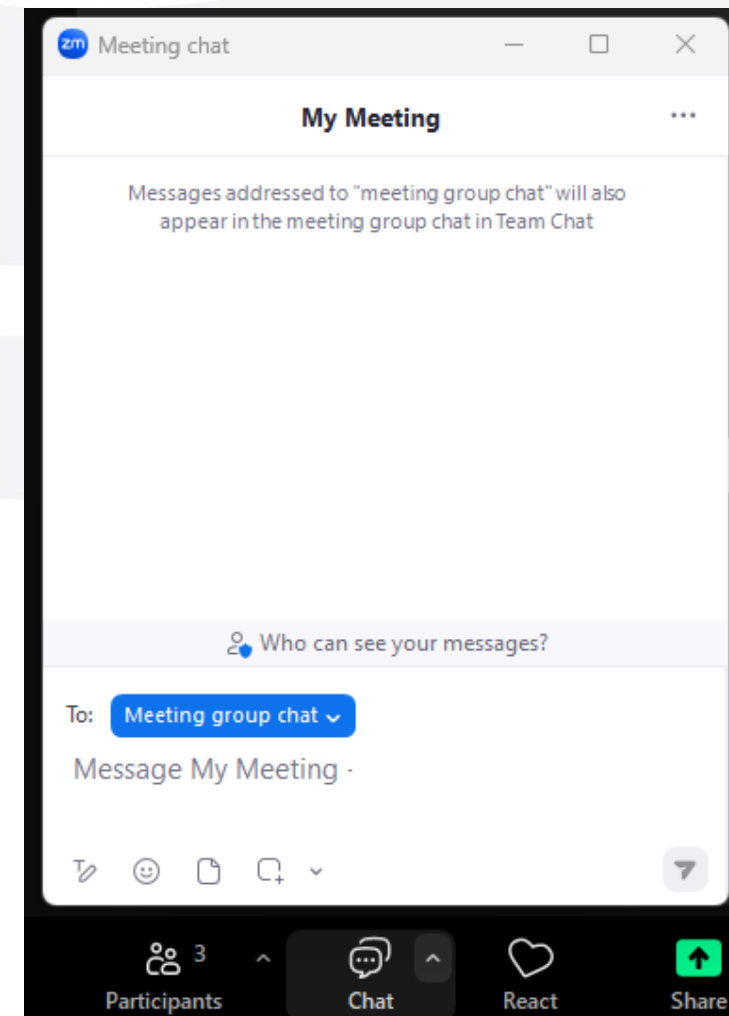 zm Meeting chat
My Meeting
Messages addressed to "meeting group chat" will also
appear in the meeting group chat in Team Chat
Who can see your messages?
To: Meeting group chat
Message My Meeting -
3
Participants Chat React Share